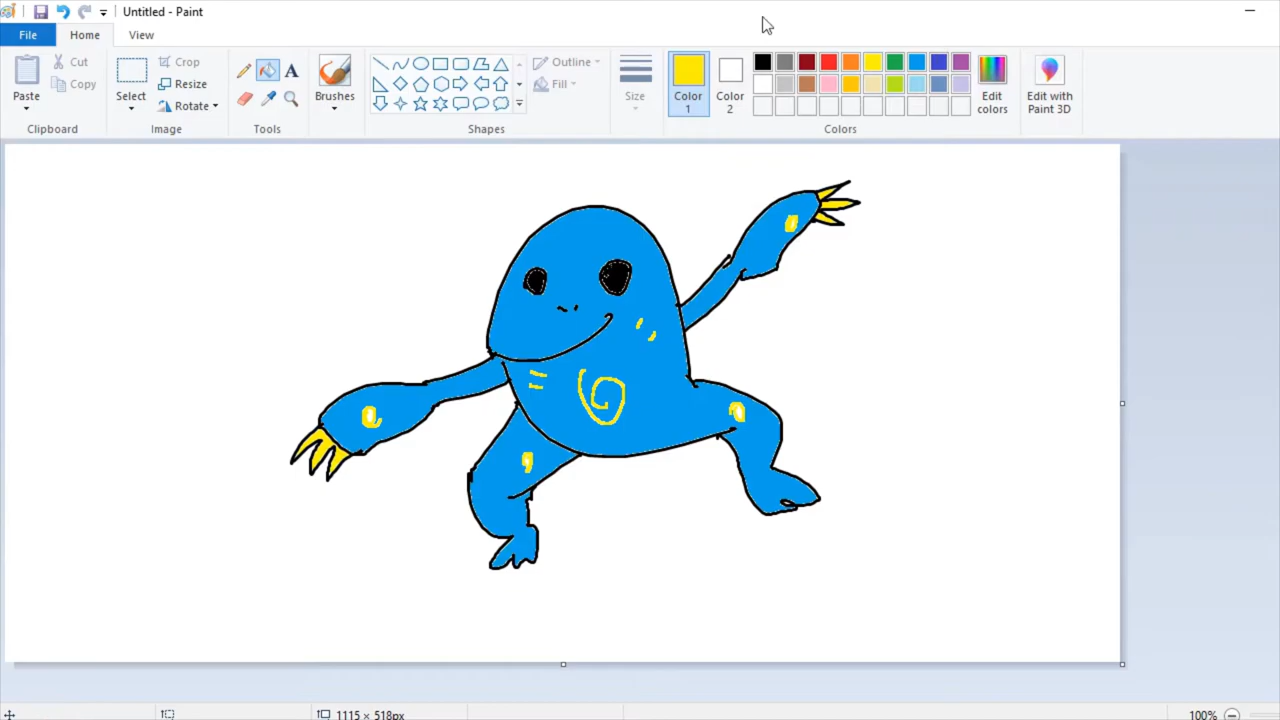 Untitled - Paint
File Home View
Paste
Cut
Copy
Clipboard
Select
Crop
Resize
Rotate
Image
A
Tools
Brushes
Outline
Fill
Shapes
Size
Color
1
Color
2
Edit
colors
Colors
Edit with
Paint 3D
1115 × 518px
100%